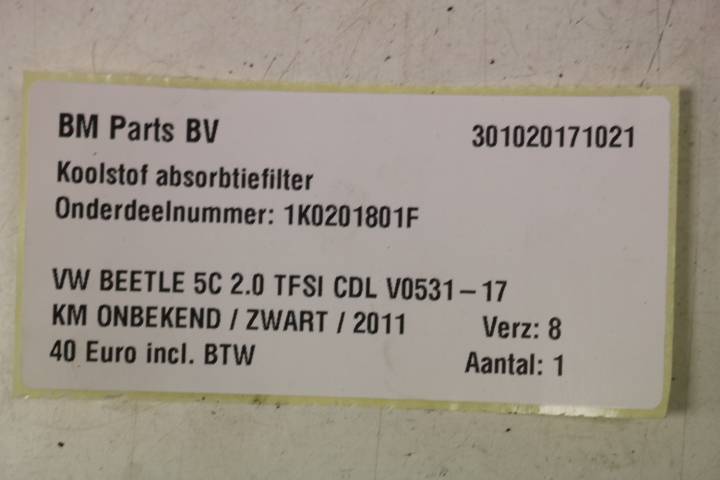 BM Parts BV 301020171021
Koolstof absorbtiefilter
Onderdeelnummer: 1K0201801F
VW BEETLE 5C 2.0 TFSI CDL V0531-17
KM ONBEKEND / ZWART / 2011 Verz: 8
40 Euro incl. BTW Aantal: 1